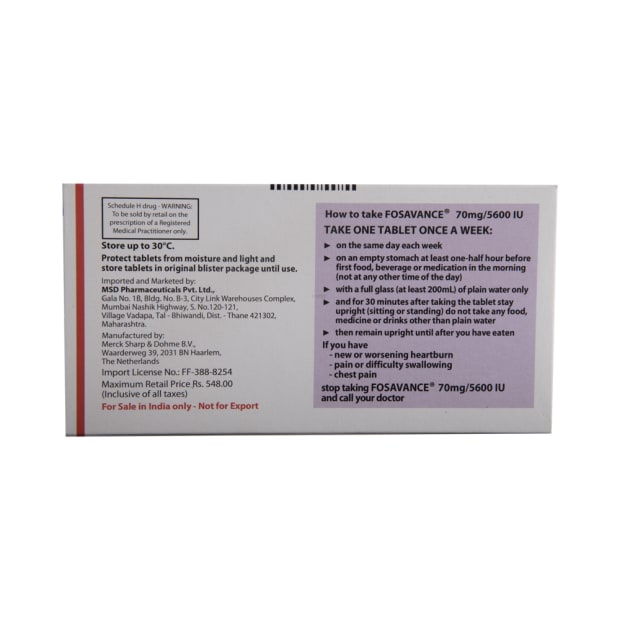 Schedule H drug - WARNING:
To be sold by retail on the
prescription of a Registered
Medical Practitioner only.
Store up to 30°C.
Protect tablets from moisture and light and
store tablets in original blister package until use.
Imported and Marketed by:
MSD Pharmaceuticals Pvt. Ltd.,
Gala No. 1B, Bldg. No. B-3, City Link Warehouses Complex,
Mumbai Nashik Highway, S. No.120-121,
Village Vadapa, Tal - Bhiwandi, Dist. - Thane 421302,
Maharashtra.
Manufactured by:
Merck Sharp & Dohme B.V.,
Waarderweg 39, 2031 BN Haarlem,
The Netherlands
Import License No.: FF-388-8254
Maximum Retail Price Rs. 548.00
(Inclusive of all taxes)
For Sale in India only - Not for Export
How to take FOSAVANCE® 70mg/5600 IU
TAKE ONE TABLET ONCE A WEEK:
► on the same day each week
► on an empty stomach at least one-half hour before
first food, beverage or medication in the morning
(not at any other time of the day)
► with a full glass (at least 200mL) of plain water only
► and for 30 minutes after taking the tablet stay
upright (sitting or standing) do not take any food,
medicine or drinks other than plain water
► then remain upright until after you have eaten
If you have
- new or worsening heartburn
- pain or difficulty swallowing
- chest pain
stop taking FOSAVANCE® 70mg/5600 IU
and call your doctor